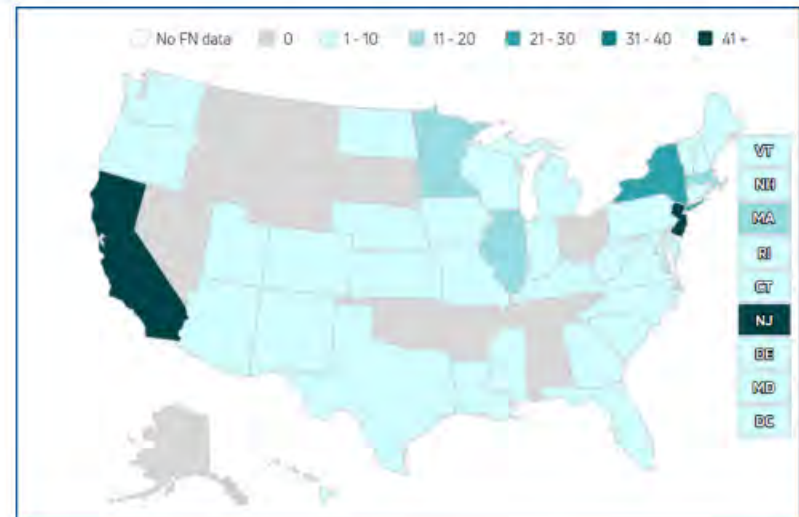 No FN data 0 1 - 10 11 - 20 21 - 30 31 - 40 41 +
VT
NH
MA
RI
CT
NJ
DE
MD
DC